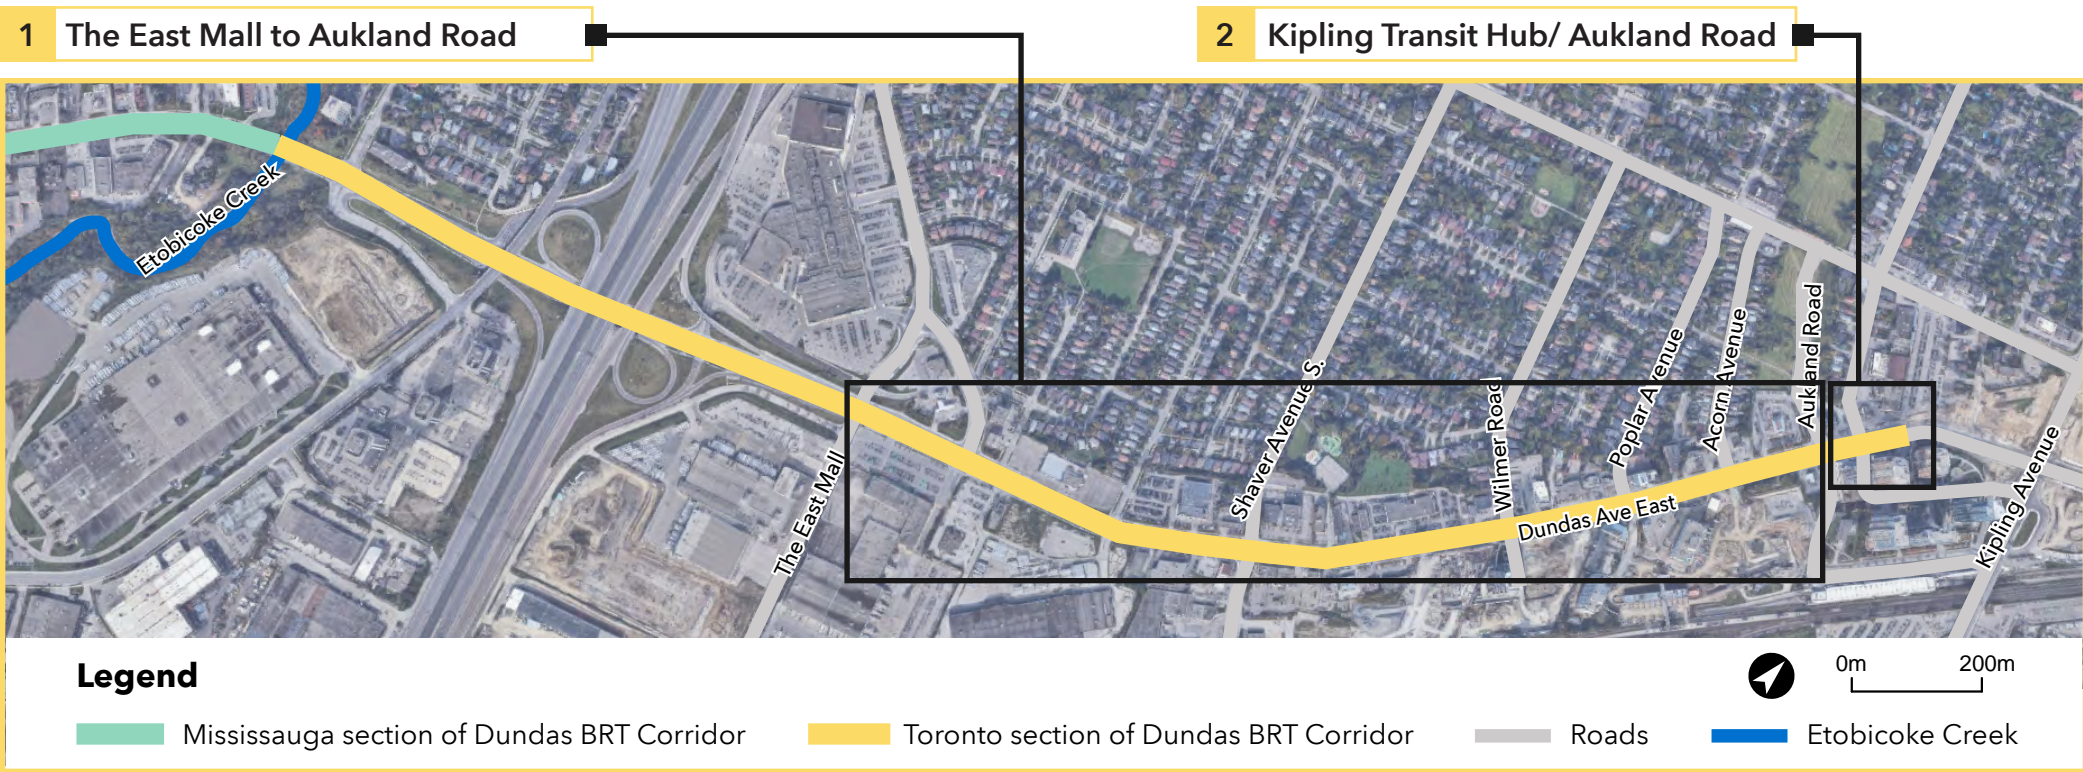 1 The East Mall to Aukland Road
2 Kipling Transit Hub/ Aukland Road
Etobicoke Creek
The East Mall
Shaver Avenue S.
Wilmer Road
Poplar Avenue
Acorn Avenue
Aukland Road
Dundas Ave East
Kipling Avenue
Legend
0m 200m
Mississauga section of Dundas BRT Corridor
Toronto section of Dundas BRT Corridor
Roads
Etobicoke Creek